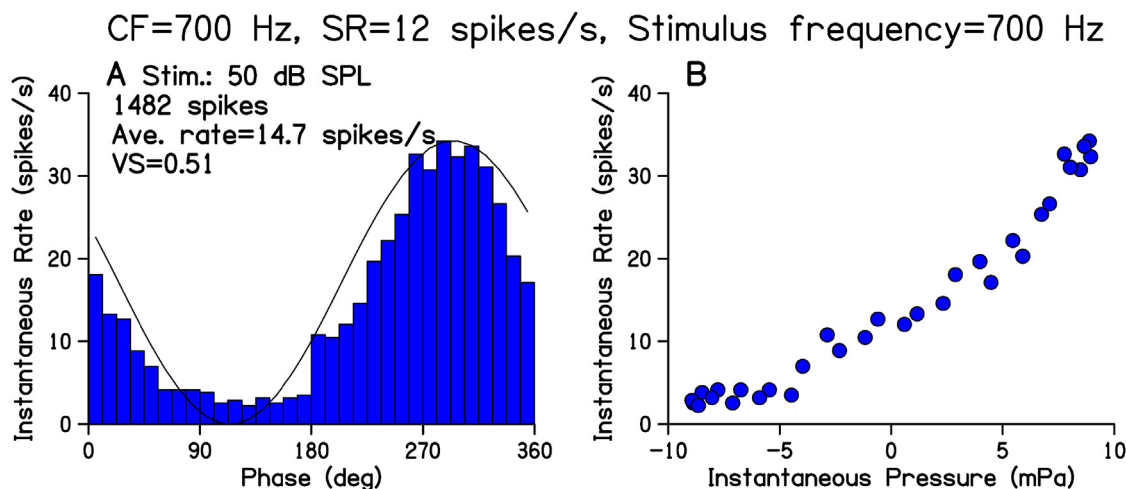 CF=700 Hz, SR=12 spikes/s, Stimulus frequency=700 Hz
A Stim.: 50 dB SPL
1482 spikes
Ave. rate=14.7 spikes/s
VS=0.51
Instantaneous Rate (spikes/s)
40
30
20
10
0
0 90 180 270 360
Phase (deg)
B
Instantaneous Rate (spikes/s)
40
30
20
10
0
−10 −5 0 5 10
Instantaneous Pressure (mPa)